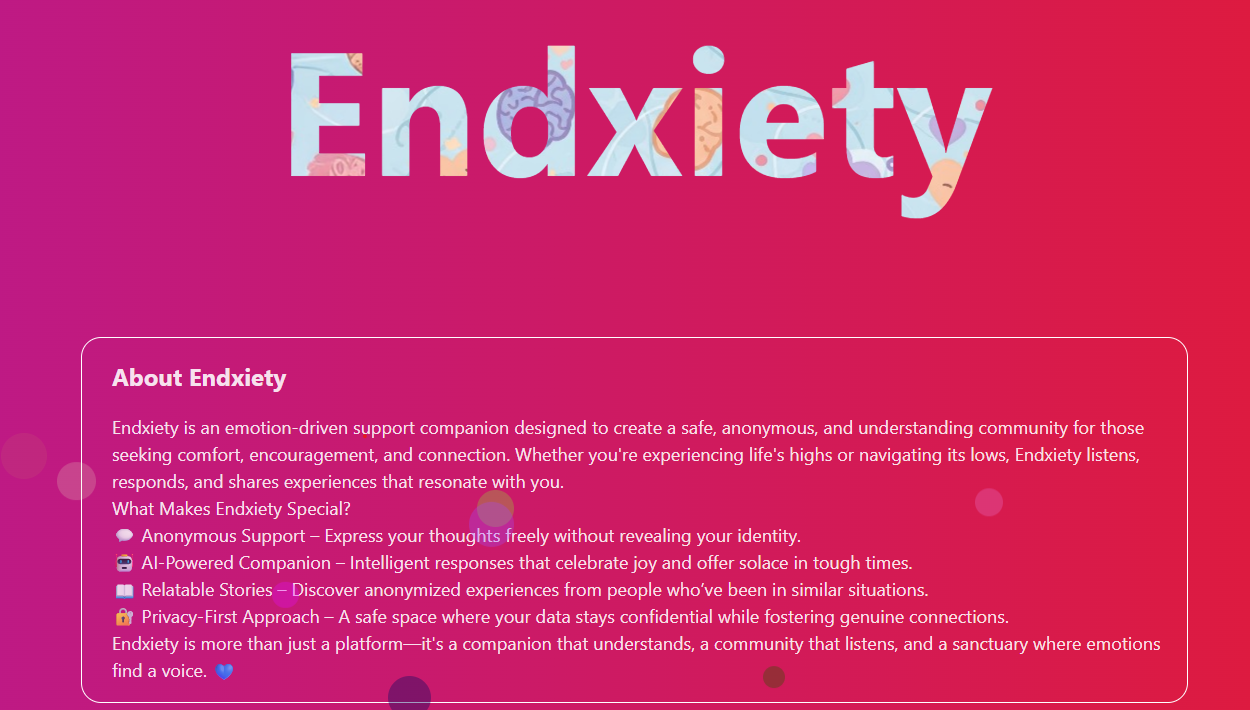 Endxiety
About Endxiety
Endxiety is an emotion-driven support companion designed to create a safe, anonymous, and understanding community for those
seeking comfort, encouragement, and connection. Whether you're experiencing life's highs or navigating its lows, Endxiety listens,
responds, and shares experiences that resonate with you.
What Makes Endxiety Special?
💬 Anonymous Support – Express your thoughts freely without revealing your identity.
🤖 AI-Powered Companion – Intelligent responses that celebrate joy and offer solace in tough times.
📖 Relatable Stories – Discover anonymized experiences from people who’ve been in similar situations.
🔐 Privacy-First Approach – A safe space where your data stays confidential while fostering genuine connections.
Endxiety is more than just a platform—it's a companion that understands, a community that listens, and a sanctuary where emotions
find a voice. 💙